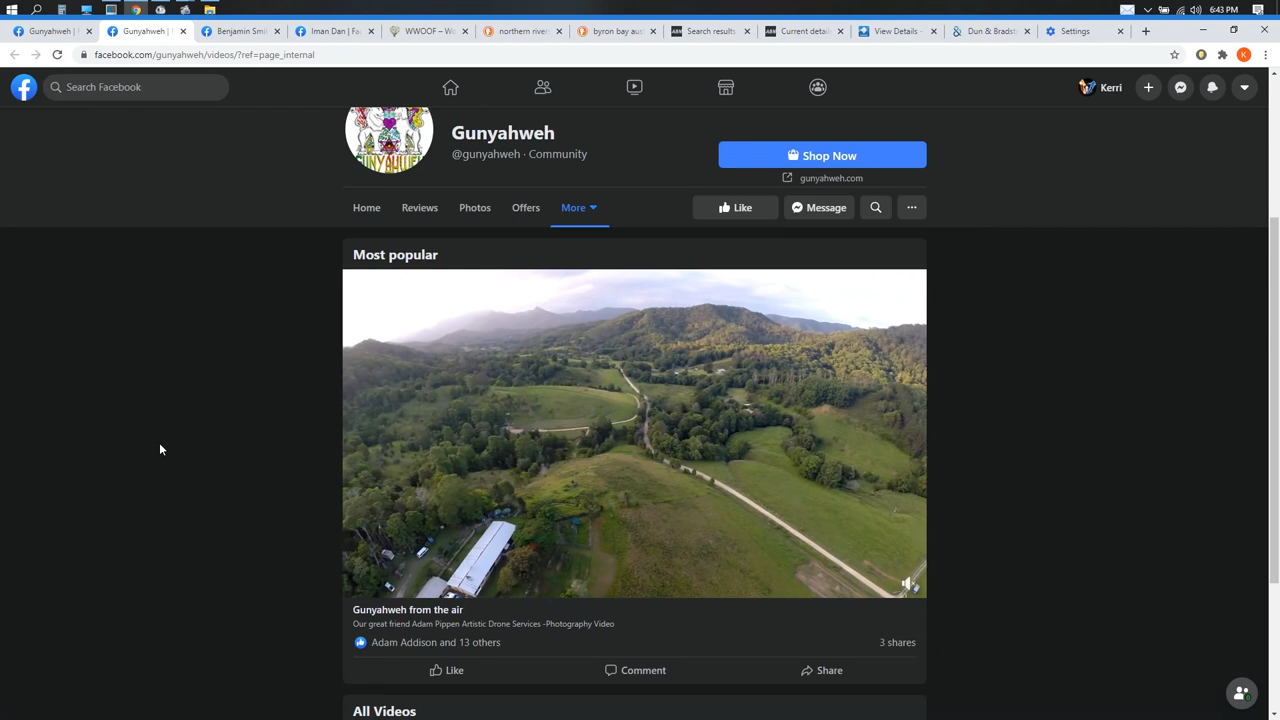 6:43 PM
Gunyahweh |
Gunyahweh |
Benjamin Smi
Iman Dan | Fa
WWOOF – Wo
northern river
byron bay aus
Search results
Current detai
View Details -
Dun & Bradst
Settings
facebook.com/gunyahweh/videos/?ref=page_internal
K
Search Facebook
Kerri
GUNYAHWEH
Gunyahweh
@gunyahweh · Community
Shop Now
gunyahweh.com
Home
Reviews
Photos
Offers
More
Like
Message
Most popular
Gunyahweh from the air
Our great friend Adam Pippen Artistic Drone Services -Photography Video
Adam Addison and 13 others
3 shares
Like
Comment
Share
All Videos